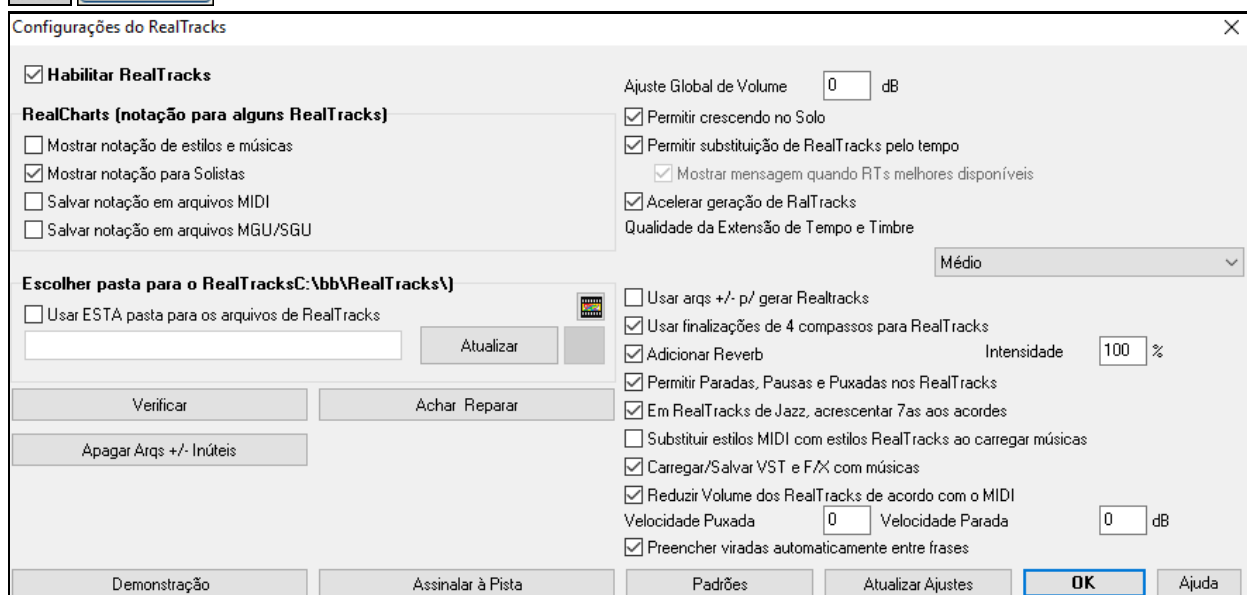 Configurações do RealTracks
Habilitar RealTracks
RealCharts (notação para alguns RealTracks)
Mostrar notação de estilos e músicas
Mostrar notação para Solistas
Salvar notação em arquivos MIDI
Salvar notação em arquivos MGU/SGU
Escolher pasta para o RealTracksC:\bb\RealTracks\)
Usar ESTA pasta para os arquivos de RealTracks
Atualizar
Verificar
Achar Reparar
Apagar Arqs +/- Inúteis
Ajuste Global de Volume 0 dB
Permitir crescendo no Solo
Permitir substituição de RealTracks pelo tempo
Mostrar mensagem quando RTs melhores disponíveis
Acelerar geração de RalTracks
Qualidade da Extensão de Tempo e Timbre
Médio
Usar arqs +/- p/ gerar Realtracks
Usar finalizações de 4 compassos para RealTracks
Adicionar Reverb Intensidade 100 %
Permitir Paradas, Pausas e Puxadas nos RealTracks
Em RealTracks de Jazz, acrescentar 7as aos acordes
Substituir estilos MIDI com estilos RealTracks ao carregar músicas
Carregar/Salvar VST e F/X com músicas
Reduzir Volume dos RealTracks de acordo com o MIDI
Velocidade Puxada 0 Velocidade Parada 0 dB
Preencher viradas automaticamente entre frases
Demonstração Assinalar à Pista Padrões Atualizar Ajustes OK Ajuda